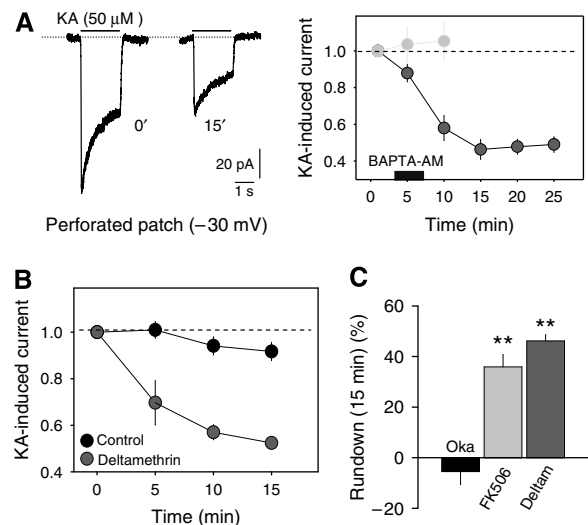 A
KA (50 µM)
0′
15′
20 pA
1 s
Perforated patch (−30 mV)
KA-induced current
1.0
0.8
0.6
0.4
BAPTA-AM
0 5 10 15 20 25
Time (min)
B
KA-induced current
1.0
0.8
0.6
0.4
Control
Deltamethrin
0 5 10 15
Time (min)
C
Rundown (15 min) (%)
60
40
20
0
−20
Oka
**
**
FK506
Deltam